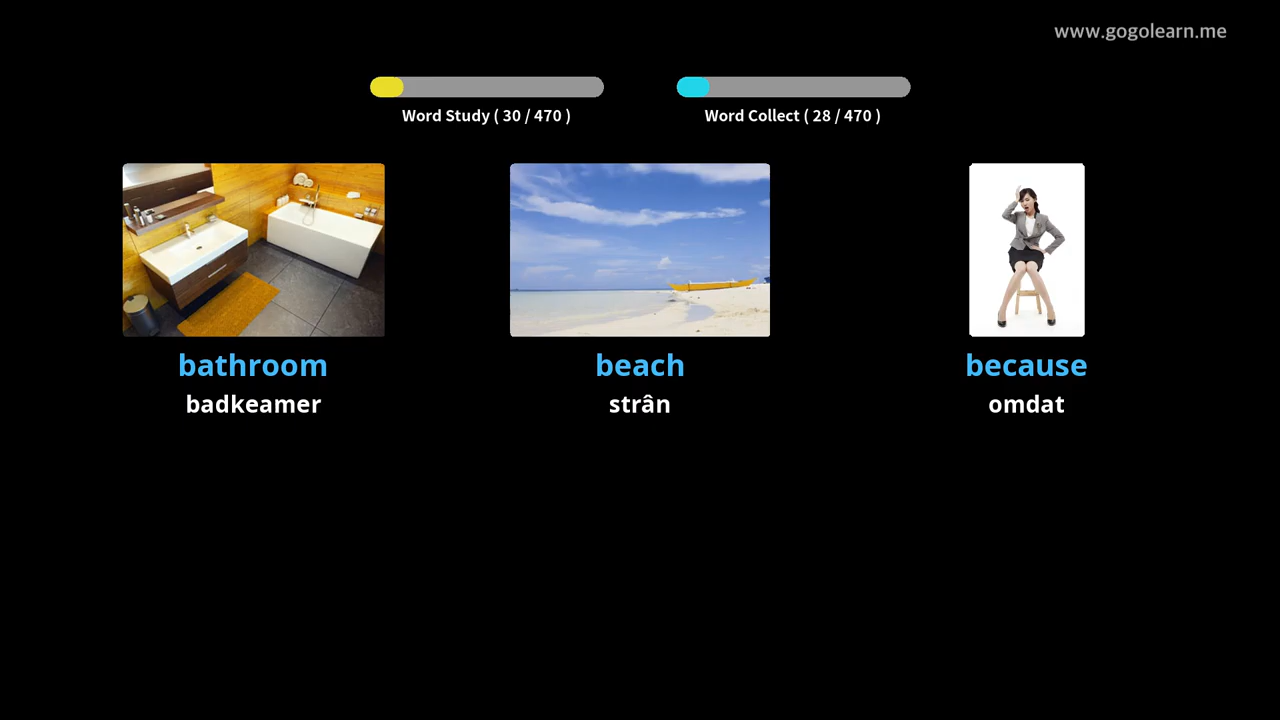 www.gogolearn.me
Word Study ( 30 / 470 )
Word Collect ( 28 / 470 )
bathroom
badkeamer
beach
strân
because
omdat